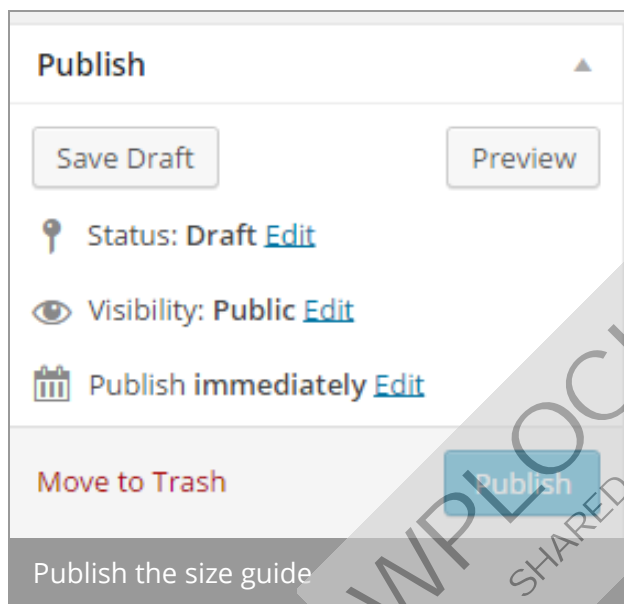 Publish
Save Draft Preview
Status: Draft Edit
Visibility: Public Edit
Publish immediately Edit
Move to Trash Publish
Publish the size guide
SHARED